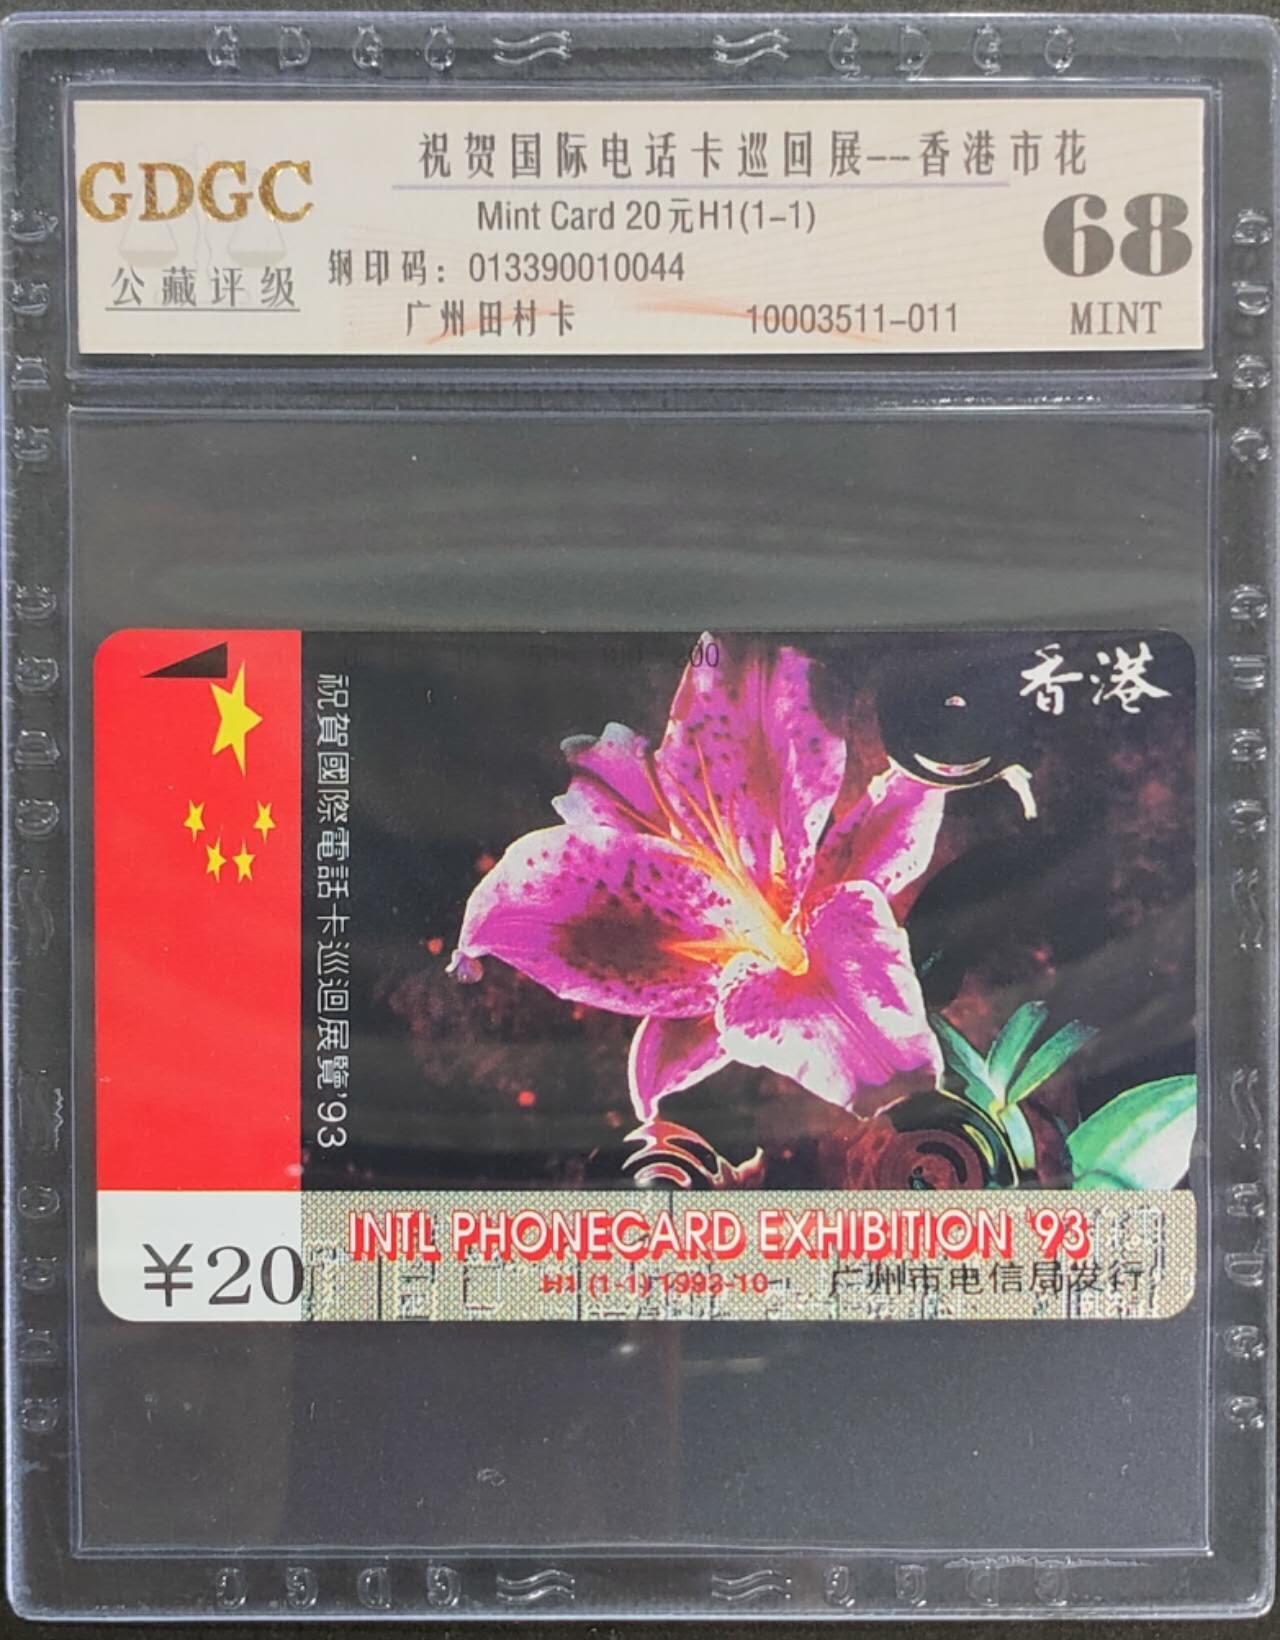 GDGC
公藏评级
祝贺国际电话卡巡回展--香港市花
Mint Card 20元H1(1-1)
钢印码：013390010044
广州田村卡
10003511-011
68
MINT
香港
祝賀國際電話卡巡迴展覽'93
¥20
INTL PHONECARD EXHIBITION '93
H1 (1-1) 1993-10
广州市电信局发行